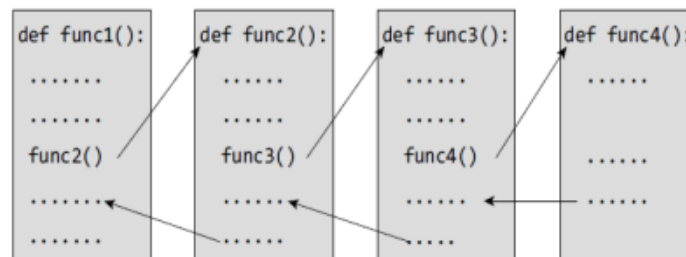 def func1():
.......
.......
func2()
.......
.......
def func2():
......
......
func3()
......
......
def func3():
......
......
func4()
......
.....
def func4():
......
......
......